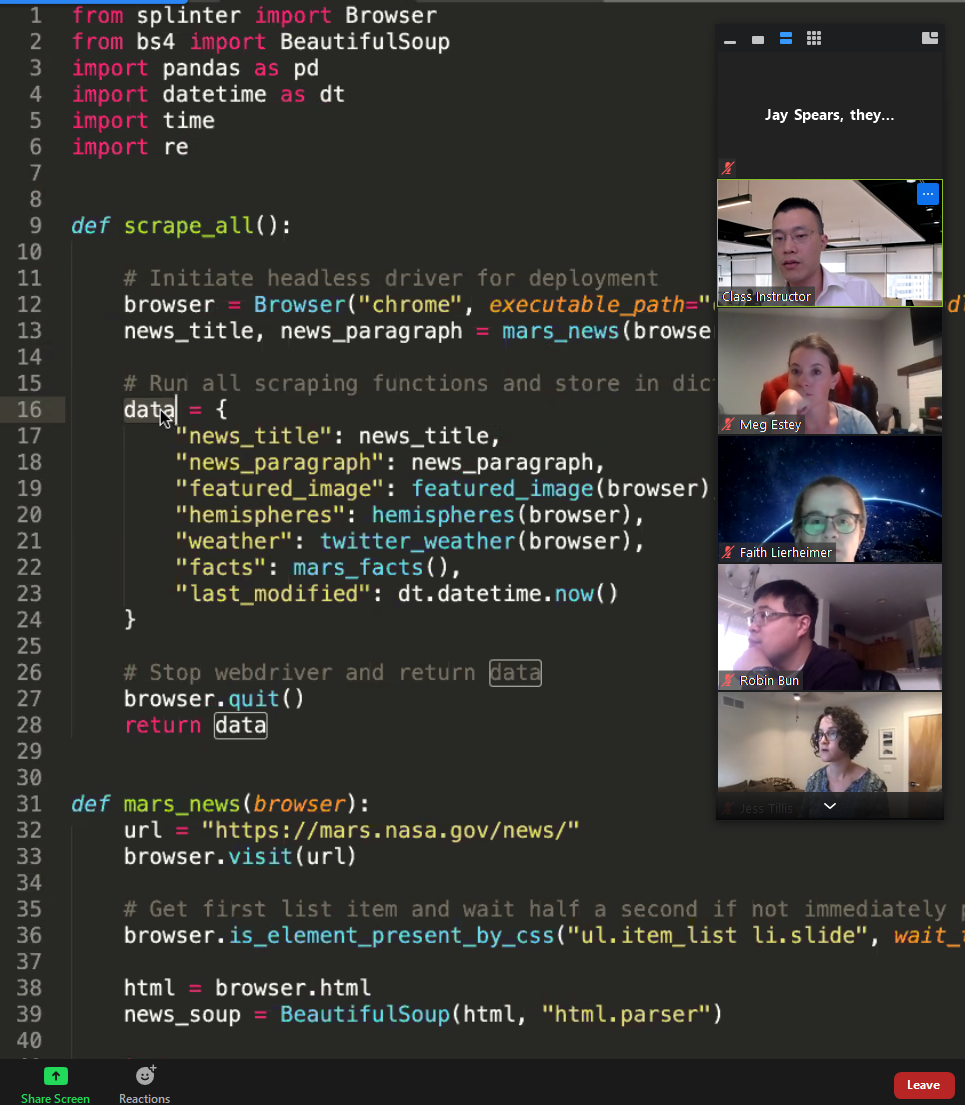 1 from splinter import Browser
2 from bs4 import BeautifulSoup
3 import pandas as pd
4 import datetime as dt
5 import time
6 import re
7
8
9 def scrape_all():
10
11 # Initiate headless driver for deployment
12 browser = Browser("chrome", executable_path="
13 news_title, news_paragraph = mars_news(browse
14
15 # Run all scraping functions and store in dic
16 data = {
17 "news_title": news_title,
18 "news_paragraph": news_paragraph,
19 "featured_image": featured_image(browser)
20 "hemispheres": hemispheres(browser),
21 "weather": twitter_weather(browser),
22 "facts": mars_facts(),
23 "last_modified": dt.datetime.now()
24 }
25
26 # Stop webdriver and return data
27 browser.quit()
28 return data
29
30
31 def mars_news(browser):
32 url = "https://mars.nasa.gov/news/"
33 browser.visit(url)
34
35 # Get first list item and wait half a second if not immediately
36 browser.is_element_present_by_css("ul.item_list li.slide", wait_
37
38 html = browser.html
39 news_soup = BeautifulSoup(html, "html.parser")
40
Jay Spears, they...
Class Instructor
Meg Estey
Faith Lierheimer
Robin Bun
Jess Tillis
Share Screen
Reactions
Leave